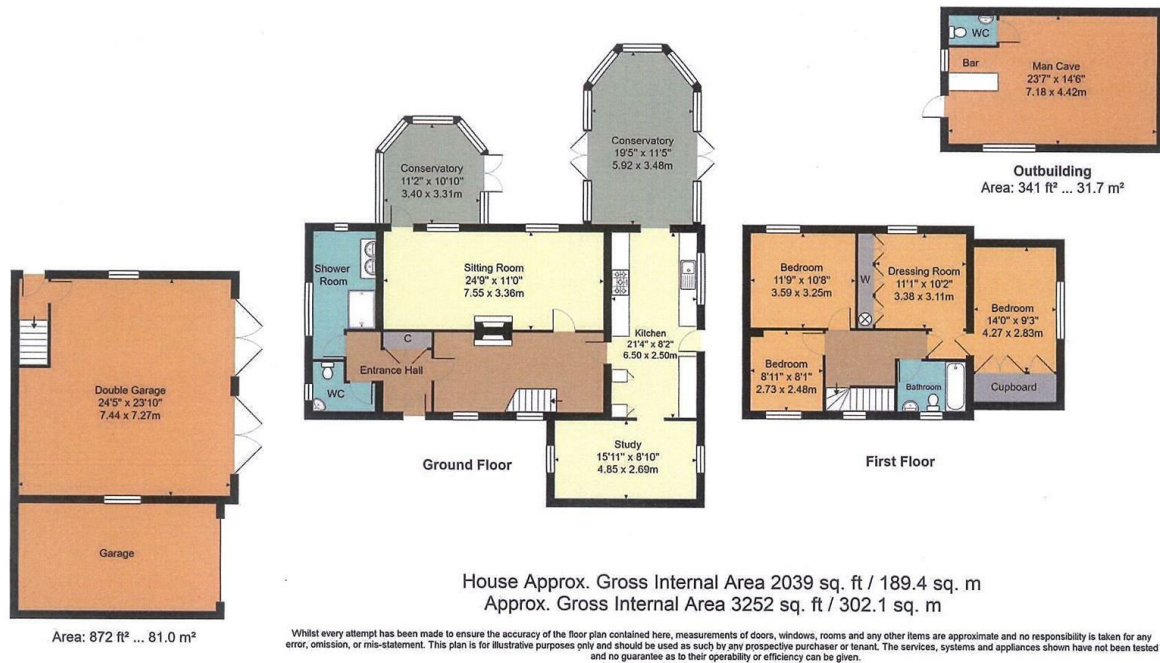 WC
Bar
Man Cave
23'7" x 14'6"
7.18 x 4.42m
Outbuilding
Area: 341 ft² ... 31.7 m²
Conservatory
19'5" x 11'5"
5.92 x 3.48m
Conservatory
11'2" x 10'10"
3.40 x 3.31m
Shower
Room
Sitting Room
24'9" x 11'0"
7.55 x 3.36m
Kitchen
21'4" x 8'2"
6.50 x 2.50m
C
Entrance Hall
WC
Study
15'11" x 8'10"
4.85 x 2.69m
Ground Floor
Bedroom
11'9" x 10'8"
3.59 x 3.25m
W
Dressing Room
11'1" x 10'2"
3.38 x 3.11m
Bedroom
14'0" x 9'3"
4.27 x 2.83m
Bedroom
8'11" x 8'1"
2.73 x 2.48m
Bathroom
Cupboard
First Floor
Double Garage
24'5" x 23'10"
7.44 x 7.27m
Garage
Area: 872 ft² ... 81.0 m²
House Approx. Gross Internal Area 2039 sq. ft / 189.4 sq. m
Approx. Gross Internal Area 3252 sq. ft / 302.1 sq. m
Whilst every attempt has been made to ensure the accuracy of the floor plan contained here, measurements of doors, windows, rooms and any other items are approximate and no responsibility is taken for any
error, omission, or mis-statement. This plan is for illustrative purposes only and should be used as such by any prospective purchaser or tenant. The services, systems and appliances shown have not been tested
and no guarantee as to their operability or efficiency can be given.